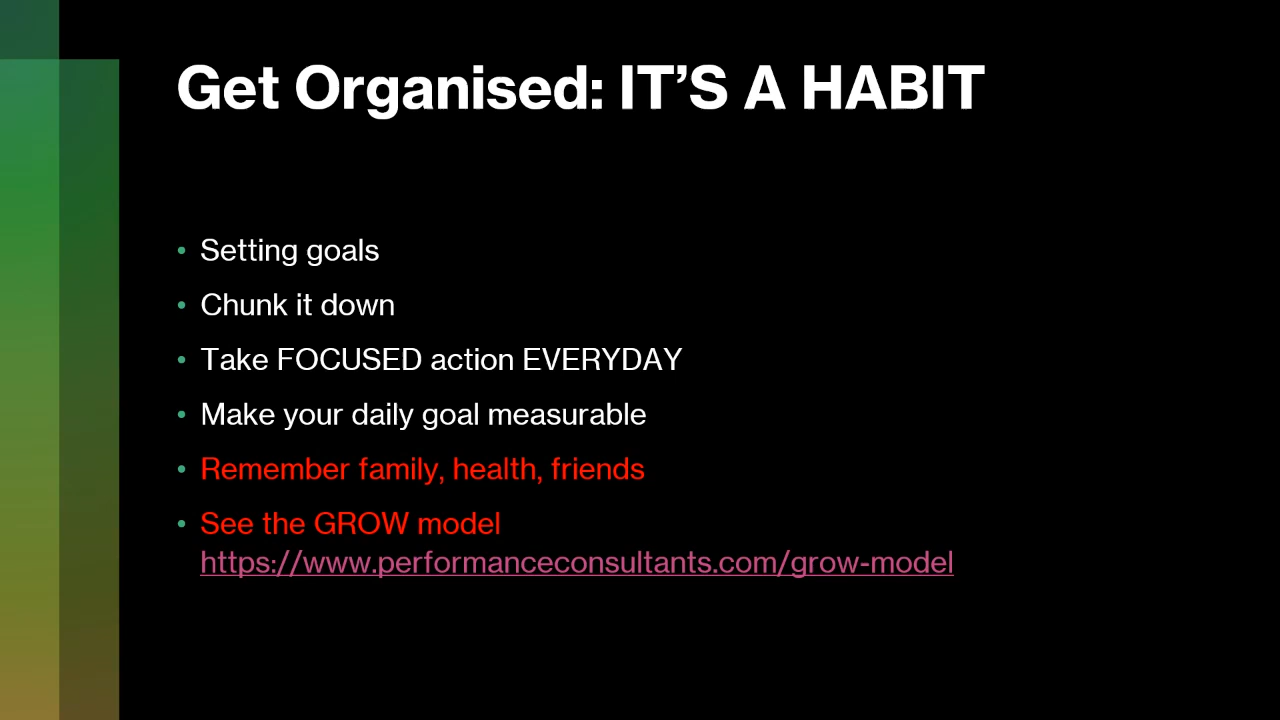 Get Organised: IT’S A HABIT
• Setting goals
• Chunk it down
• Take FOCUSED action EVERYDAY
• Make your daily goal measurable
• Remember family, health, friends
• See the GROW model
https://www.performanceconsultants.com/grow-model